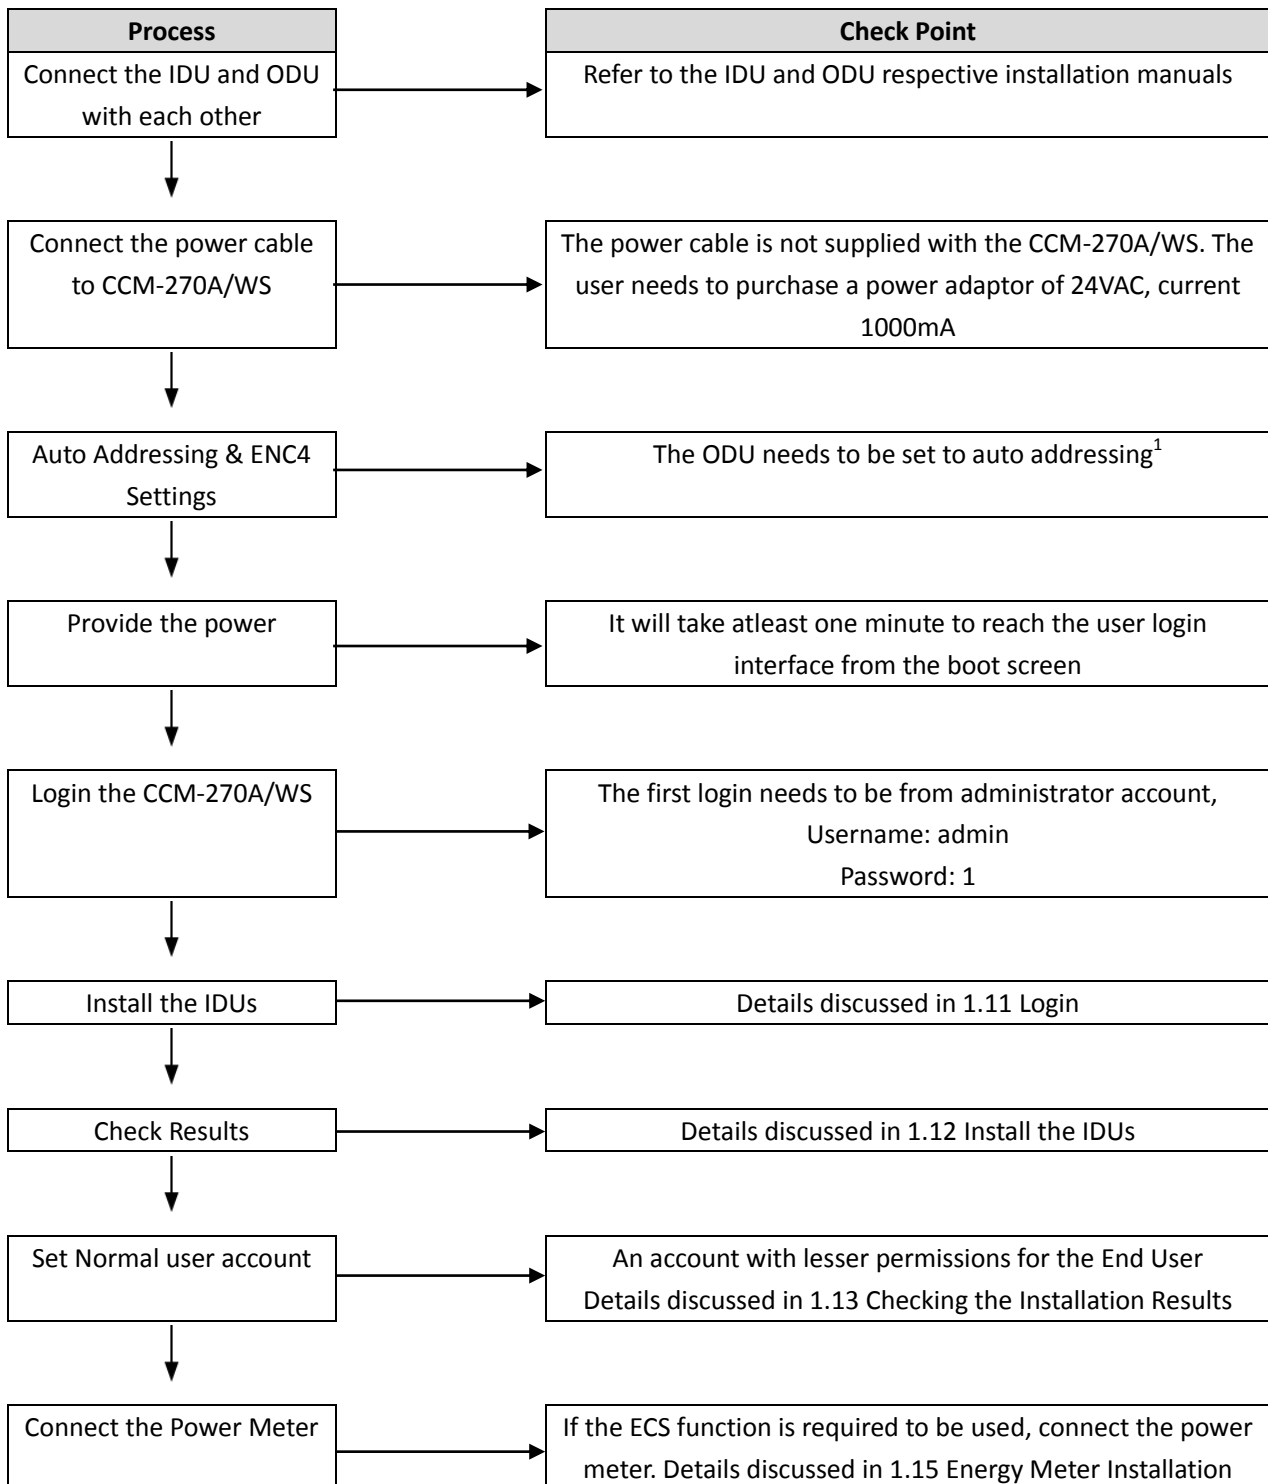 Process
Check Point
Connect the IDU and ODU
with each other
Refer to the IDU and ODU respective installation manuals
Connect the power cable
to CCM-270A/WS
The power cable is not supplied with the CCM-270A/WS. The
user needs to purchase a power adaptor of 24VAC, current
1000mA
Auto Addressing & ENC4
Settings
The ODU needs to be set to auto addressing1
Provide the power
It will take atleast one minute to reach the user login
interface from the boot screen
Login the CCM-270A/WS
The first login needs to be from administrator account,
Username: admin
Password: 1
Install the IDUs
Details discussed in 1.11 Login
Check Results
Details discussed in 1.12 Install the IDUs
Set Normal user account
An account with lesser permissions for the End User
Details discussed in 1.13 Checking the Installation Results
Connect the Power Meter
If the ECS function is required to be used, connect the power
meter. Details discussed in 1.15 Energy Meter Installation